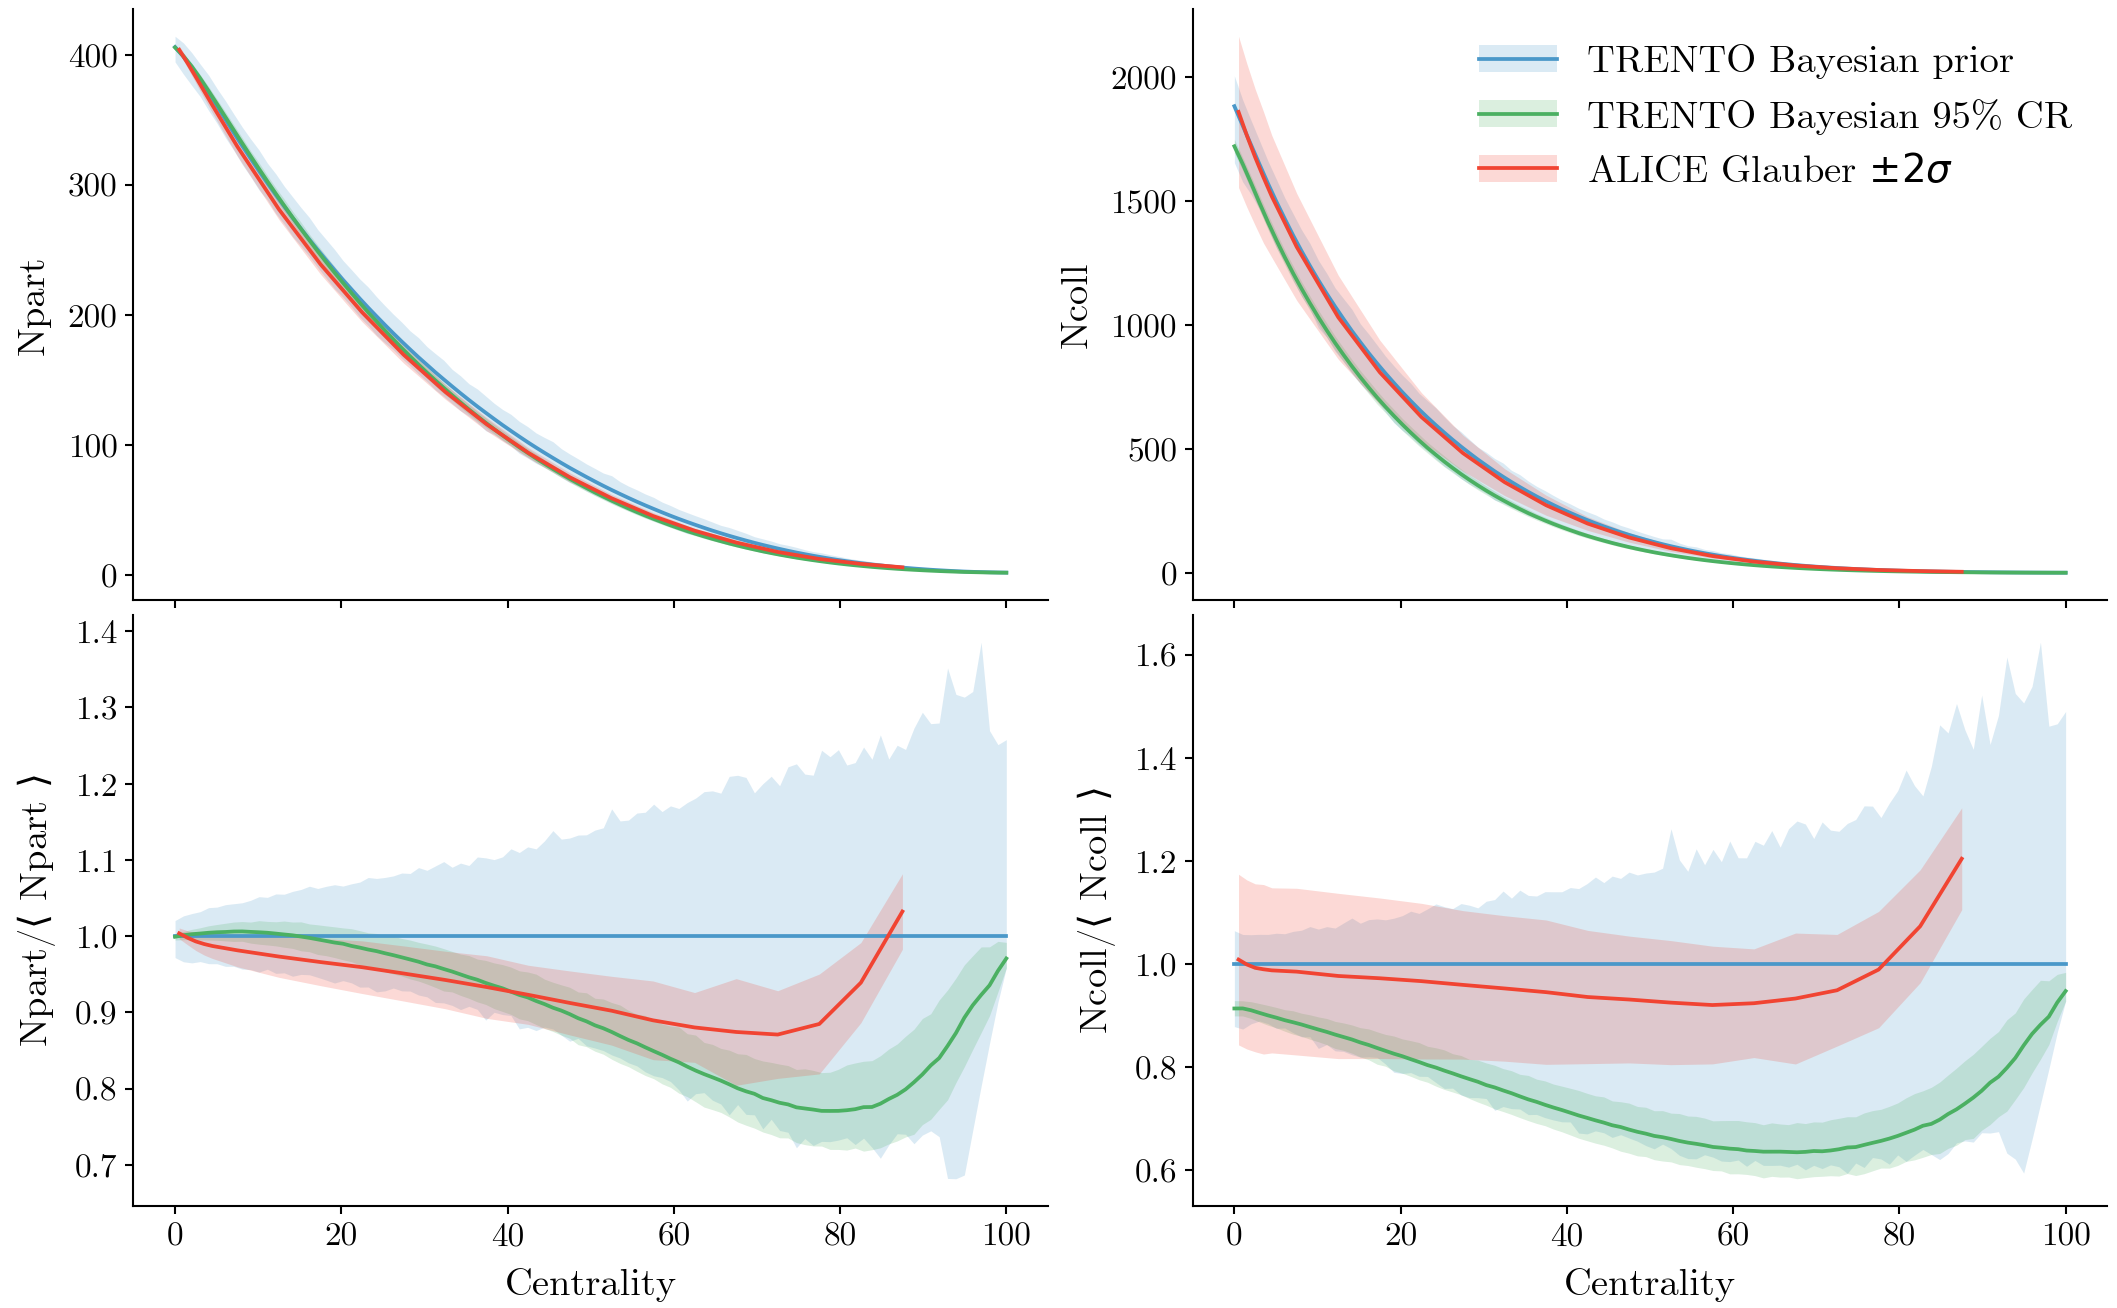 400
300
200
100
0
Npart
2000
1500
1000
500
0
Ncoll
TRENTO Bayesian prior
TRENTO Bayesian 95% CR
ALICE Glauber ±2σ
1.4
1.3
1.2
1.1
1.0
0.9
0.8
0.7
Npart/⟨ Npart ⟩
0 20 40 60 80 100
Centrality
1.6
1.4
1.2
1.0
0.8
0.6
Ncoll/⟨ Ncoll ⟩
0 20 40 60 80 100
Centrality